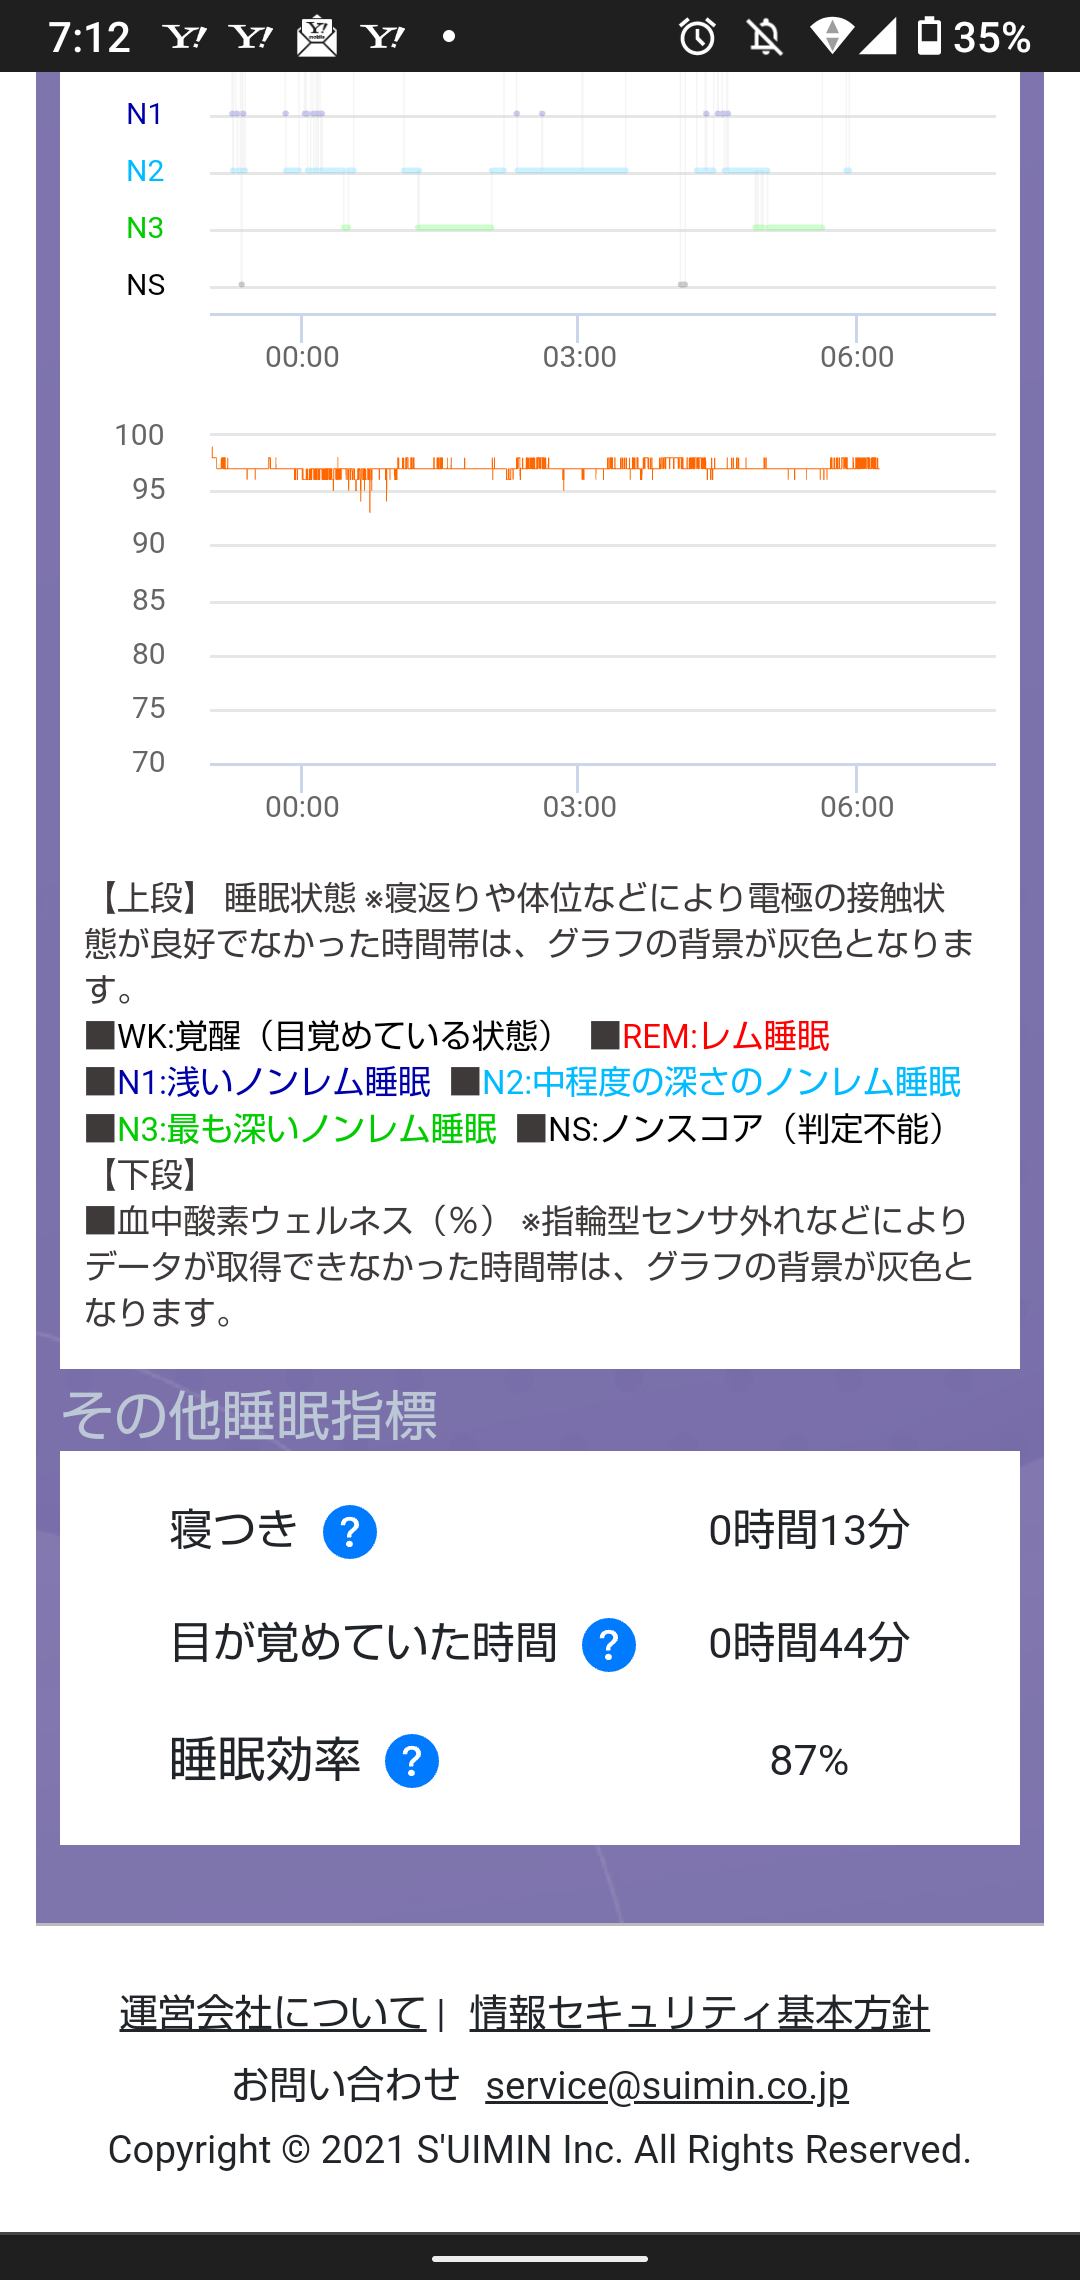 7:12 Y! Y! Y! mobile Y! 35%
N1
N2
N3
NS
00:00 03:00 06:00
100
95
90
85
80
75
70
00:00 03:00 06:00
【上段】 睡眠状態 ※寝返りや体位などにより電極の接触状
態が良好でなかった時間帯は、グラフの背景が灰色となりま
す。
■WK:覚醒（目覚めている状態） ■REM:レム睡眠
■N1:浅いノンレム睡眠 ■N2:中程度の深さのノンレム睡眠
■N3:最も深いノンレム睡眠 ■NS:ノンスコア（判定不能）
【下段】
■血中酸素ウェルネス（％） ※指輪型センサ外れなどにより
データが取得できなかった時間帯は、グラフの背景が灰色と
なります。
その他睡眠指標
寝つき ? 0時間13分
目が覚めていた時間 ? 0時間44分
睡眠効率 ? 87%
運営会社について | 情報セキュリティ基本方針
お問い合わせ service@suimin.co.jp
Copyright © 2021 S'UIMIN Inc. All Rights Reserved.